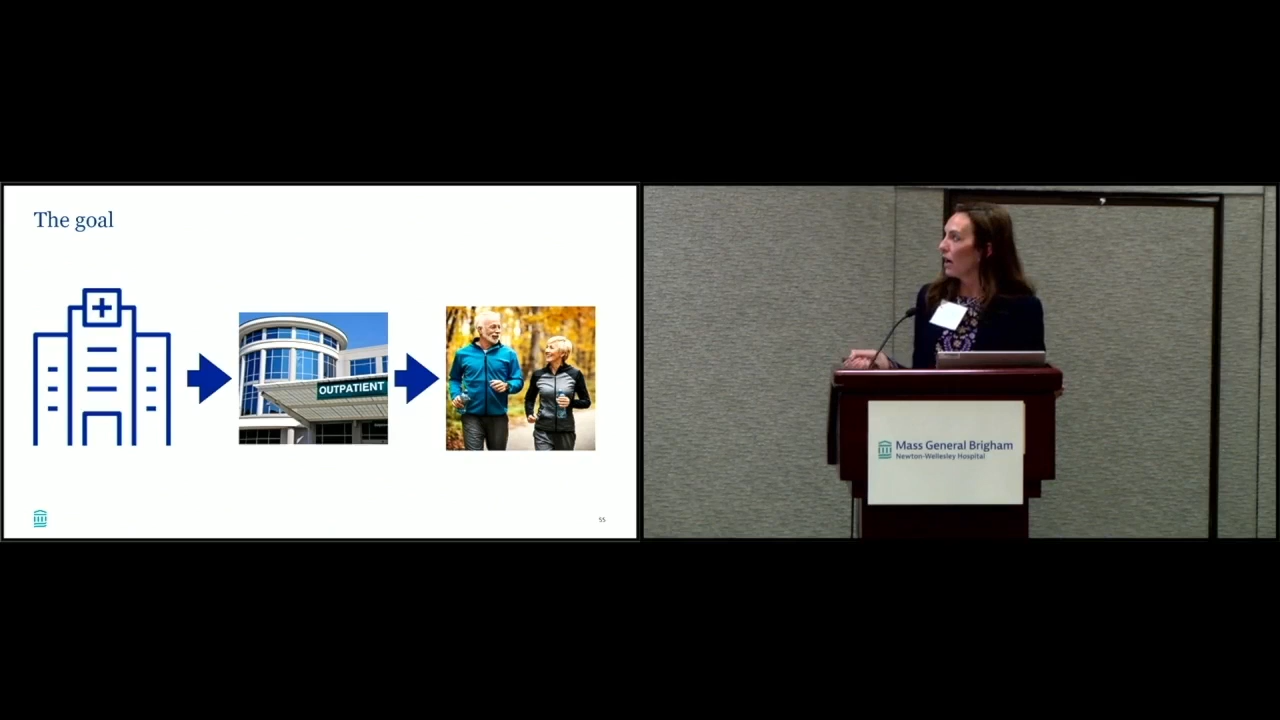 The goal
OUTPATIENT
55
Mass General Brigham
Newton-Wellesley Hospital